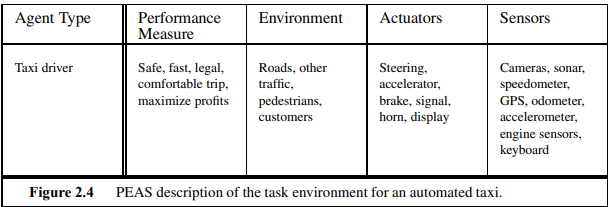 Agent Type
Performance
Measure
Environment
Actuators
Sensors
Taxi driver
Safe, fast, legal,
comfortable trip,
maximize profits
Roads, other
traffic,
pedestrians,
customers
Steering,
accelerator,
brake, signal,
horn, display
Cameras, sonar,
speedometer,
GPS, odometer,
accelerometer,
engine sensors,
keyboard
Figure 2.4 PEAS description of the task environment for an automated taxi.